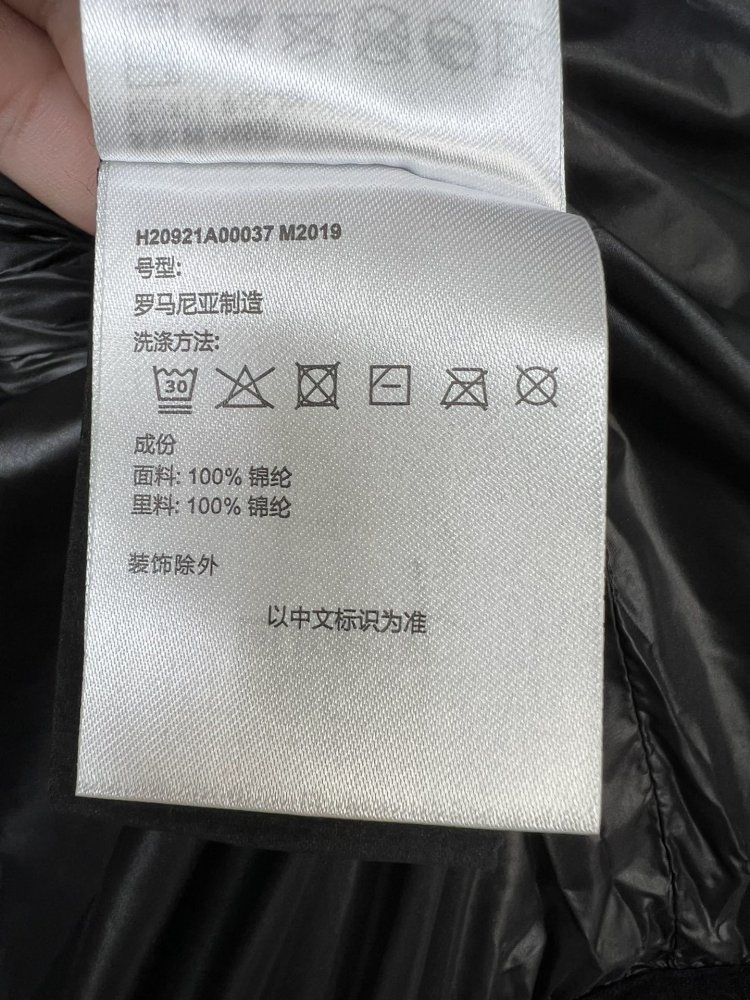 H20921A00037 M2019
号型:
罗马尼亚制造
洗涤方法:
30
成份
面料: 100% 锦纶
里料: 100% 锦纶
装饰除外
以中文标识为准